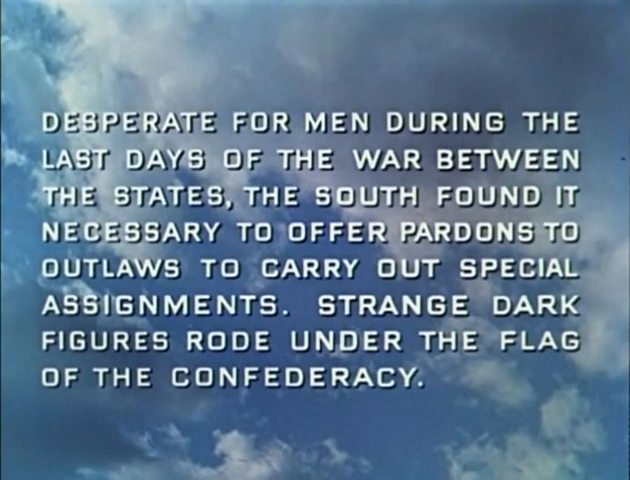 DESPERATE FOR MEN DURING THE
LAST DAYS OF THE WAR BETWEEN
THE STATES, THE SOUTH FOUND IT
NECESSARY TO OFFER PARDONS TO
OUTLAWS TO CARRY OUT SPECIAL
ASSIGNMENTS. STRANGE DARK
FIGURES RODE UNDER THE FLAG
OF THE CONFEDERACY.